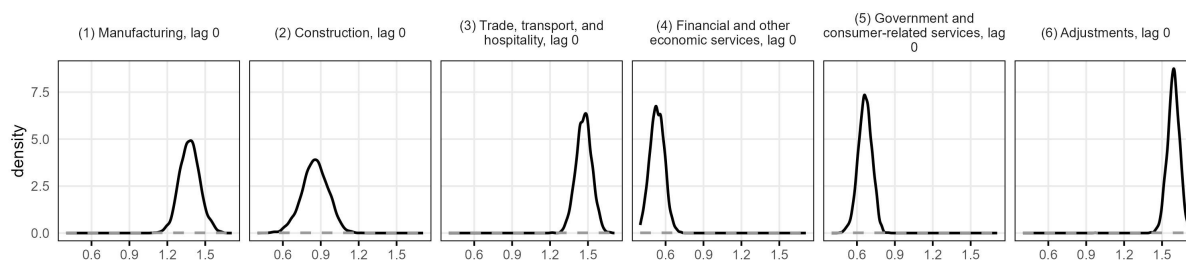 (1) Manufacturing, lag 0
(2) Construction, lag 0
(3) Trade, transport, and
hospitality, lag 0
(4) Financial and other
economic services, lag 0
(5) Government and
consumer-related services, lag
0
(6) Adjustments, lag 0
density
7.5
5.0
2.5
0.0
0.6 0.9 1.2 1.5
0.6 0.9 1.2 1.5
0.6 0.9 1.2 1.5
0.6 0.9 1.2 1.5
0.6 0.9 1.2 1.5
0.6 0.9 1.2 1.5